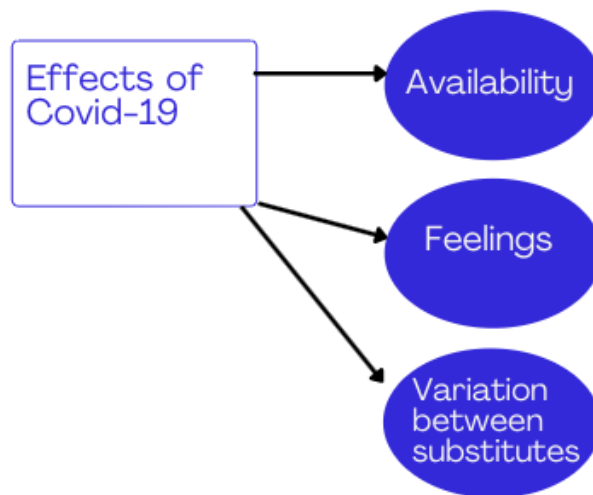 Effects of
Covid-19
Availability
Feelings
Variation
between
substitutes